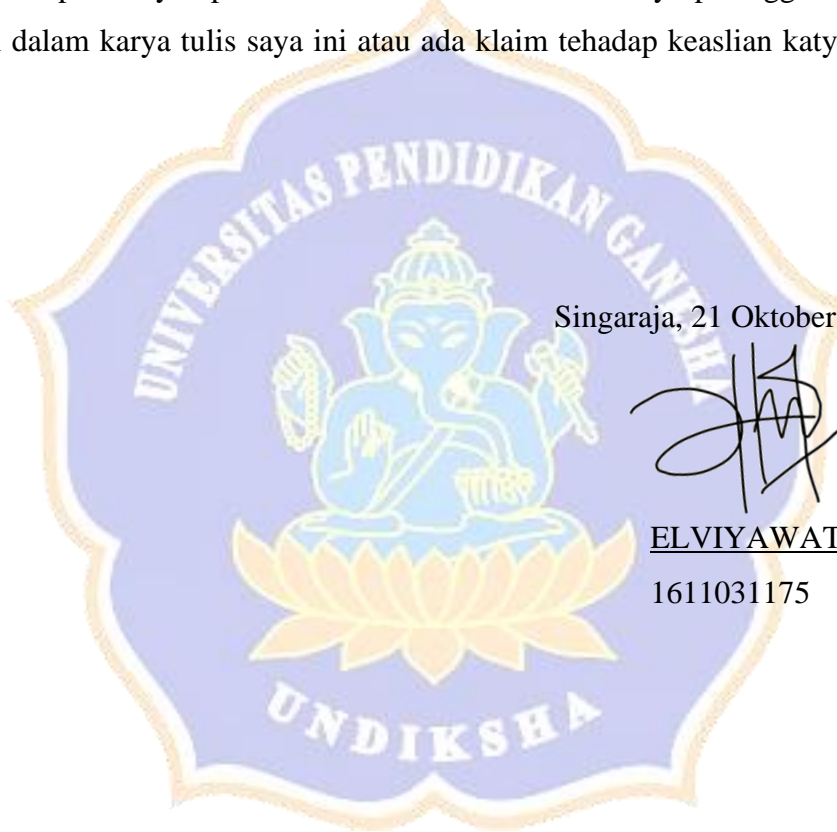 dalam karya tulis saya ini atau ada klaim tehadap keaslian katy
UNIVERSITAS PENDIDIKAN GANESHA
Singaraja, 21 Oktober
ELVIYAWAT
1611031175
UNDIKSHA